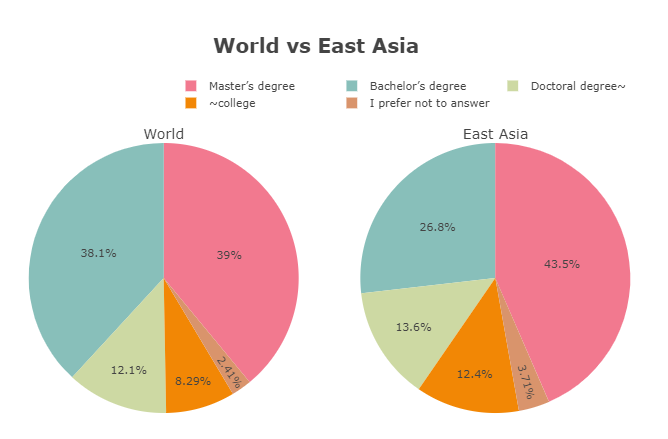 World vs East Asia
Master's degree Bachelor's degree Doctoral degree~
~college I prefer not to answer
World East Asia
38.1% 39% 26.8% 43.5%
12.1% 8.29% 2.41% 13.6% 12.4% 3.71%